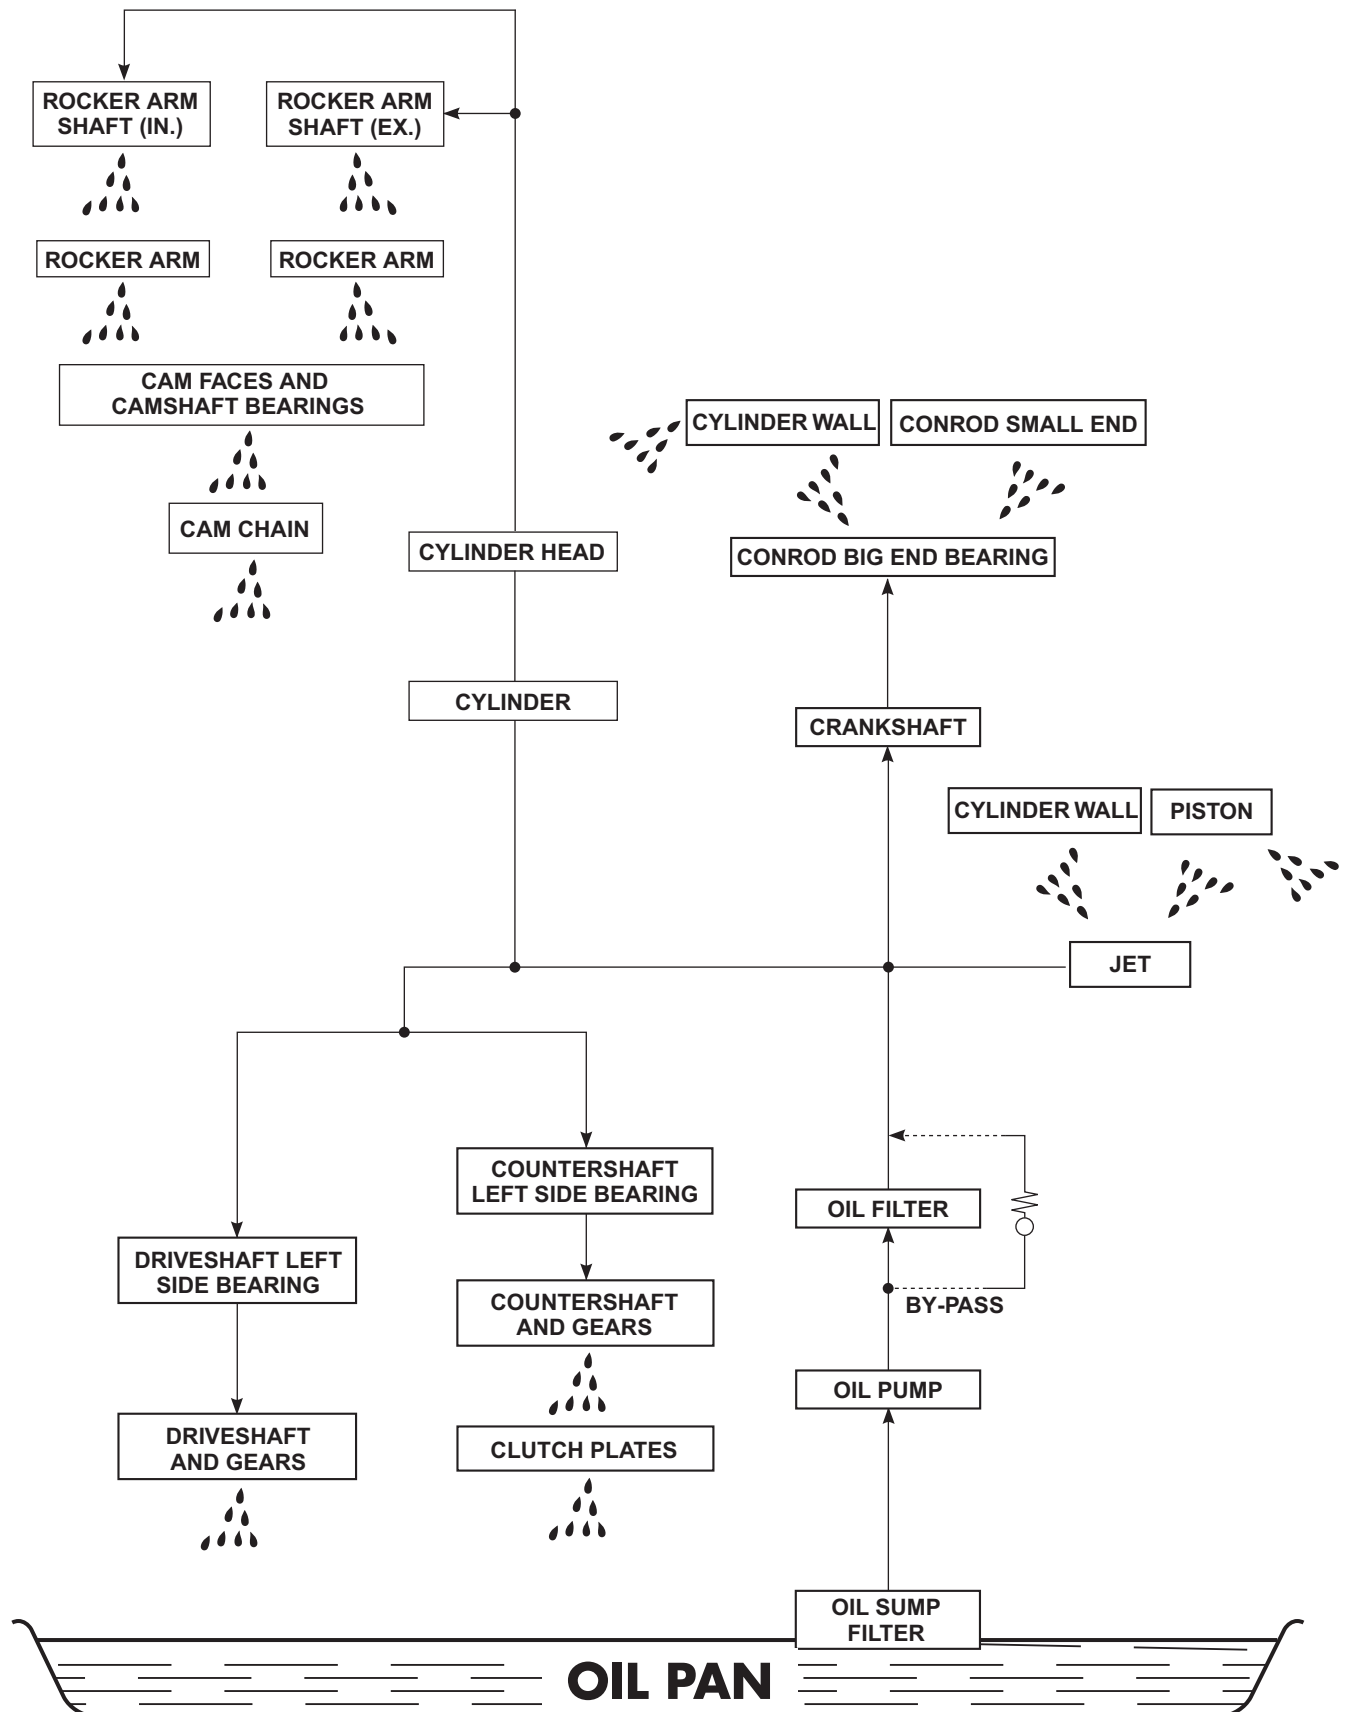 ROCKER ARM
SHAFT (IN.)
ROCKER ARM
SHAFT (EX.)
ROCKER ARM
ROCKER ARM
CAM FACES AND
CAMSHAFT BEARINGS
CAM CHAIN
CYLINDER HEAD
CYLINDER
CYLINDER WALL
CONROD SMALL END
CONROD BIG END BEARING
CRANKSHAFT
CYLINDER WALL
PISTON
JET
COUNTERSHAFT
LEFT SIDE BEARING
OIL FILTER
DRIVESHAFT LEFT
SIDE BEARING
COUNTERSHAFT
AND GEARS
BY-PASS
OIL PUMP
DRIVESHAFT
AND GEARS
CLUTCH PLATES
OIL SUMP
FILTER
OIL PAN